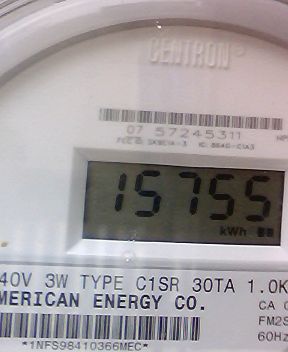 CENTRON®
07 57245311
15755
kWh
40V 3W TYPE C1SR 30TA 1.0K
MERICAN ENERGY CO.
CA
FM2S
60Hz
*1NFS98410366MEC*